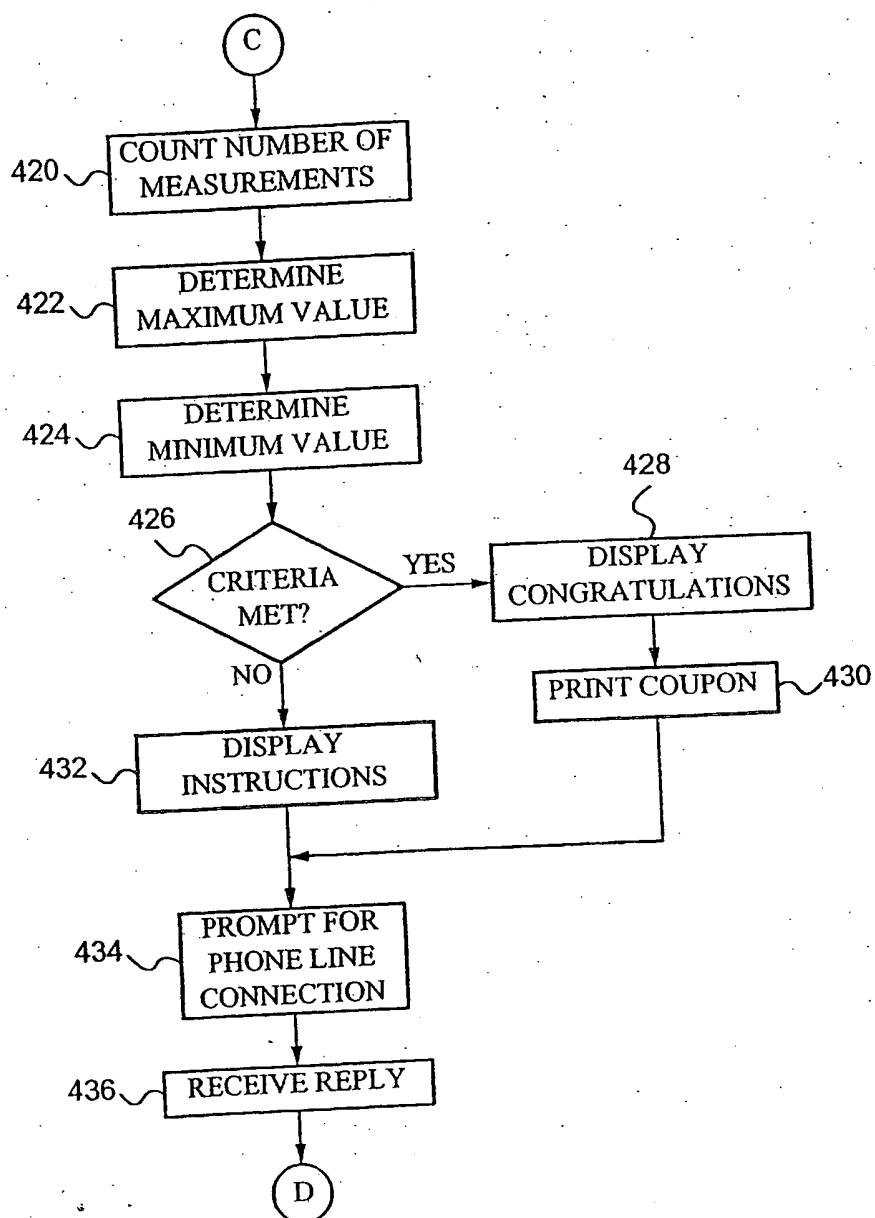 C
420
COUNT NUMBER OF
MEASUREMENTS
422
DETERMINE
MAXIMUM VALUE
424
DETERMINE
MINIMUM VALUE
426
CRITERIA
MET?
YES
428
DISPLAY
CONGRATULATIONS
PRINT COUPON
430
NO
432
DISPLAY
INSTRUCTIONS
434
PROMPT FOR
PHONE LINE
CONNECTION
436
RECEIVE REPLY
D